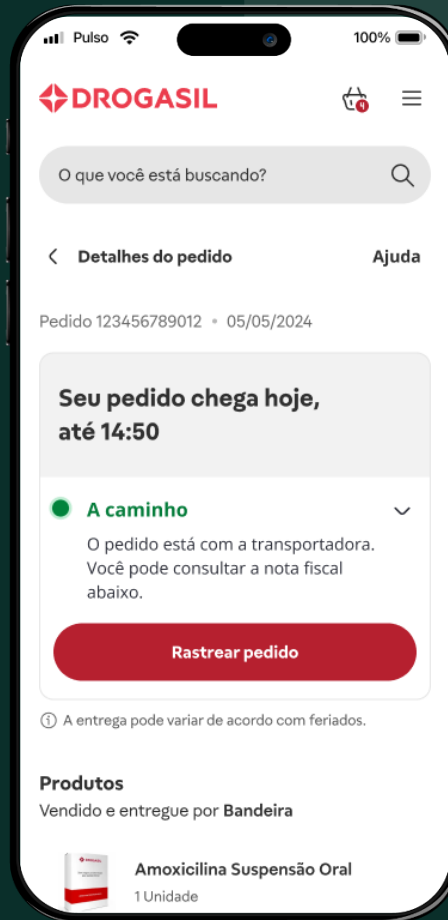 Pulso
100%
DROGASIL
4
O que você está buscando?
Detalhes do pedido
Ajuda
Pedido 123456789012 • 05/05/2024
Seu pedido chega hoje,
até 14:50
A caminho
O pedido está com a transportadora.
Você pode consultar a nota fiscal
abaixo.
Rastrear pedido
A entrega pode variar de acordo com feriados.
Produtos
Vendido e entregue por Bandeira
Amoxicilina Suspensão Oral
1 Unidade